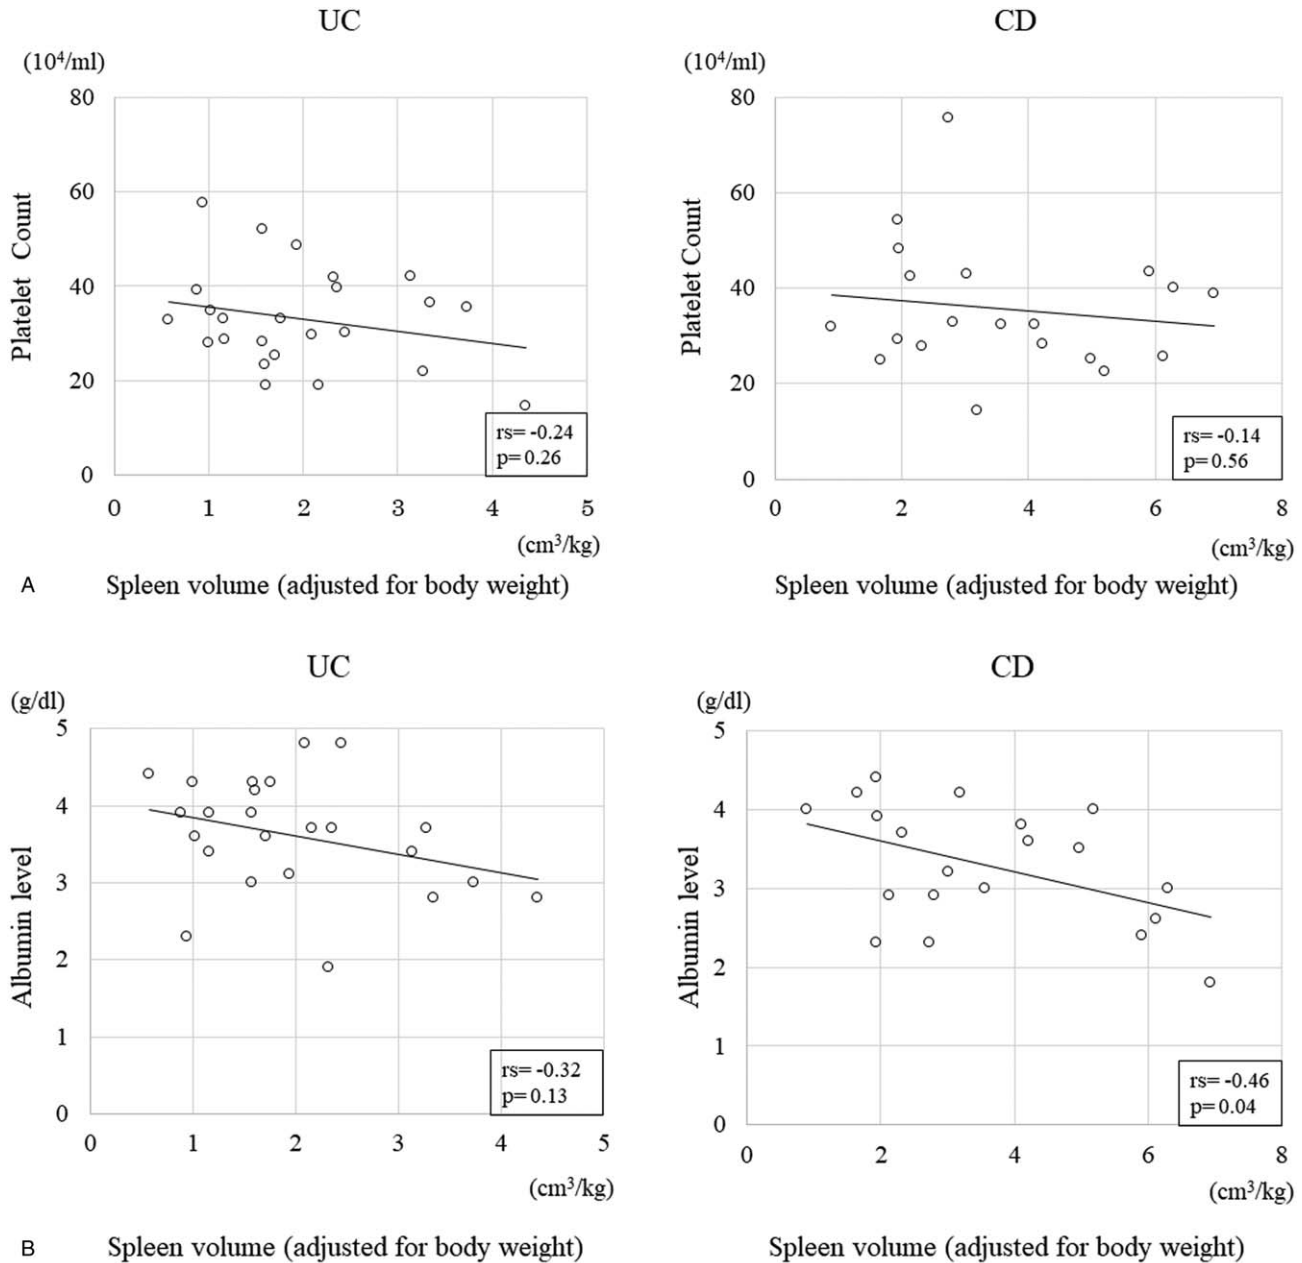 UC
(10⁴/ml)
80
60
40
20
0
Platelet Count
0 1 2 3 4 5
(cm³/kg)
rs= -0.24
p= 0.26
A
Spleen volume (adjusted for body weight)
CD
(10⁴/ml)
80
60
40
20
0
Platelet Count
0 2 4 6 8
(cm³/kg)
rs= -0.14
p= 0.56
Spleen volume (adjusted for body weight)
UC
(g/dl)
5
4
3
2
1
0
Albumin level
0 1 2 3 4 5
(cm³/kg)
rs= -0.32
p= 0.13
B
Spleen volume (adjusted for body weight)
CD
(g/dl)
5
4
3
2
1
0
Albumin level
0 2 4 6 8
(cm³/kg)
rs= -0.46
p= 0.04
Spleen volume (adjusted for body weight)